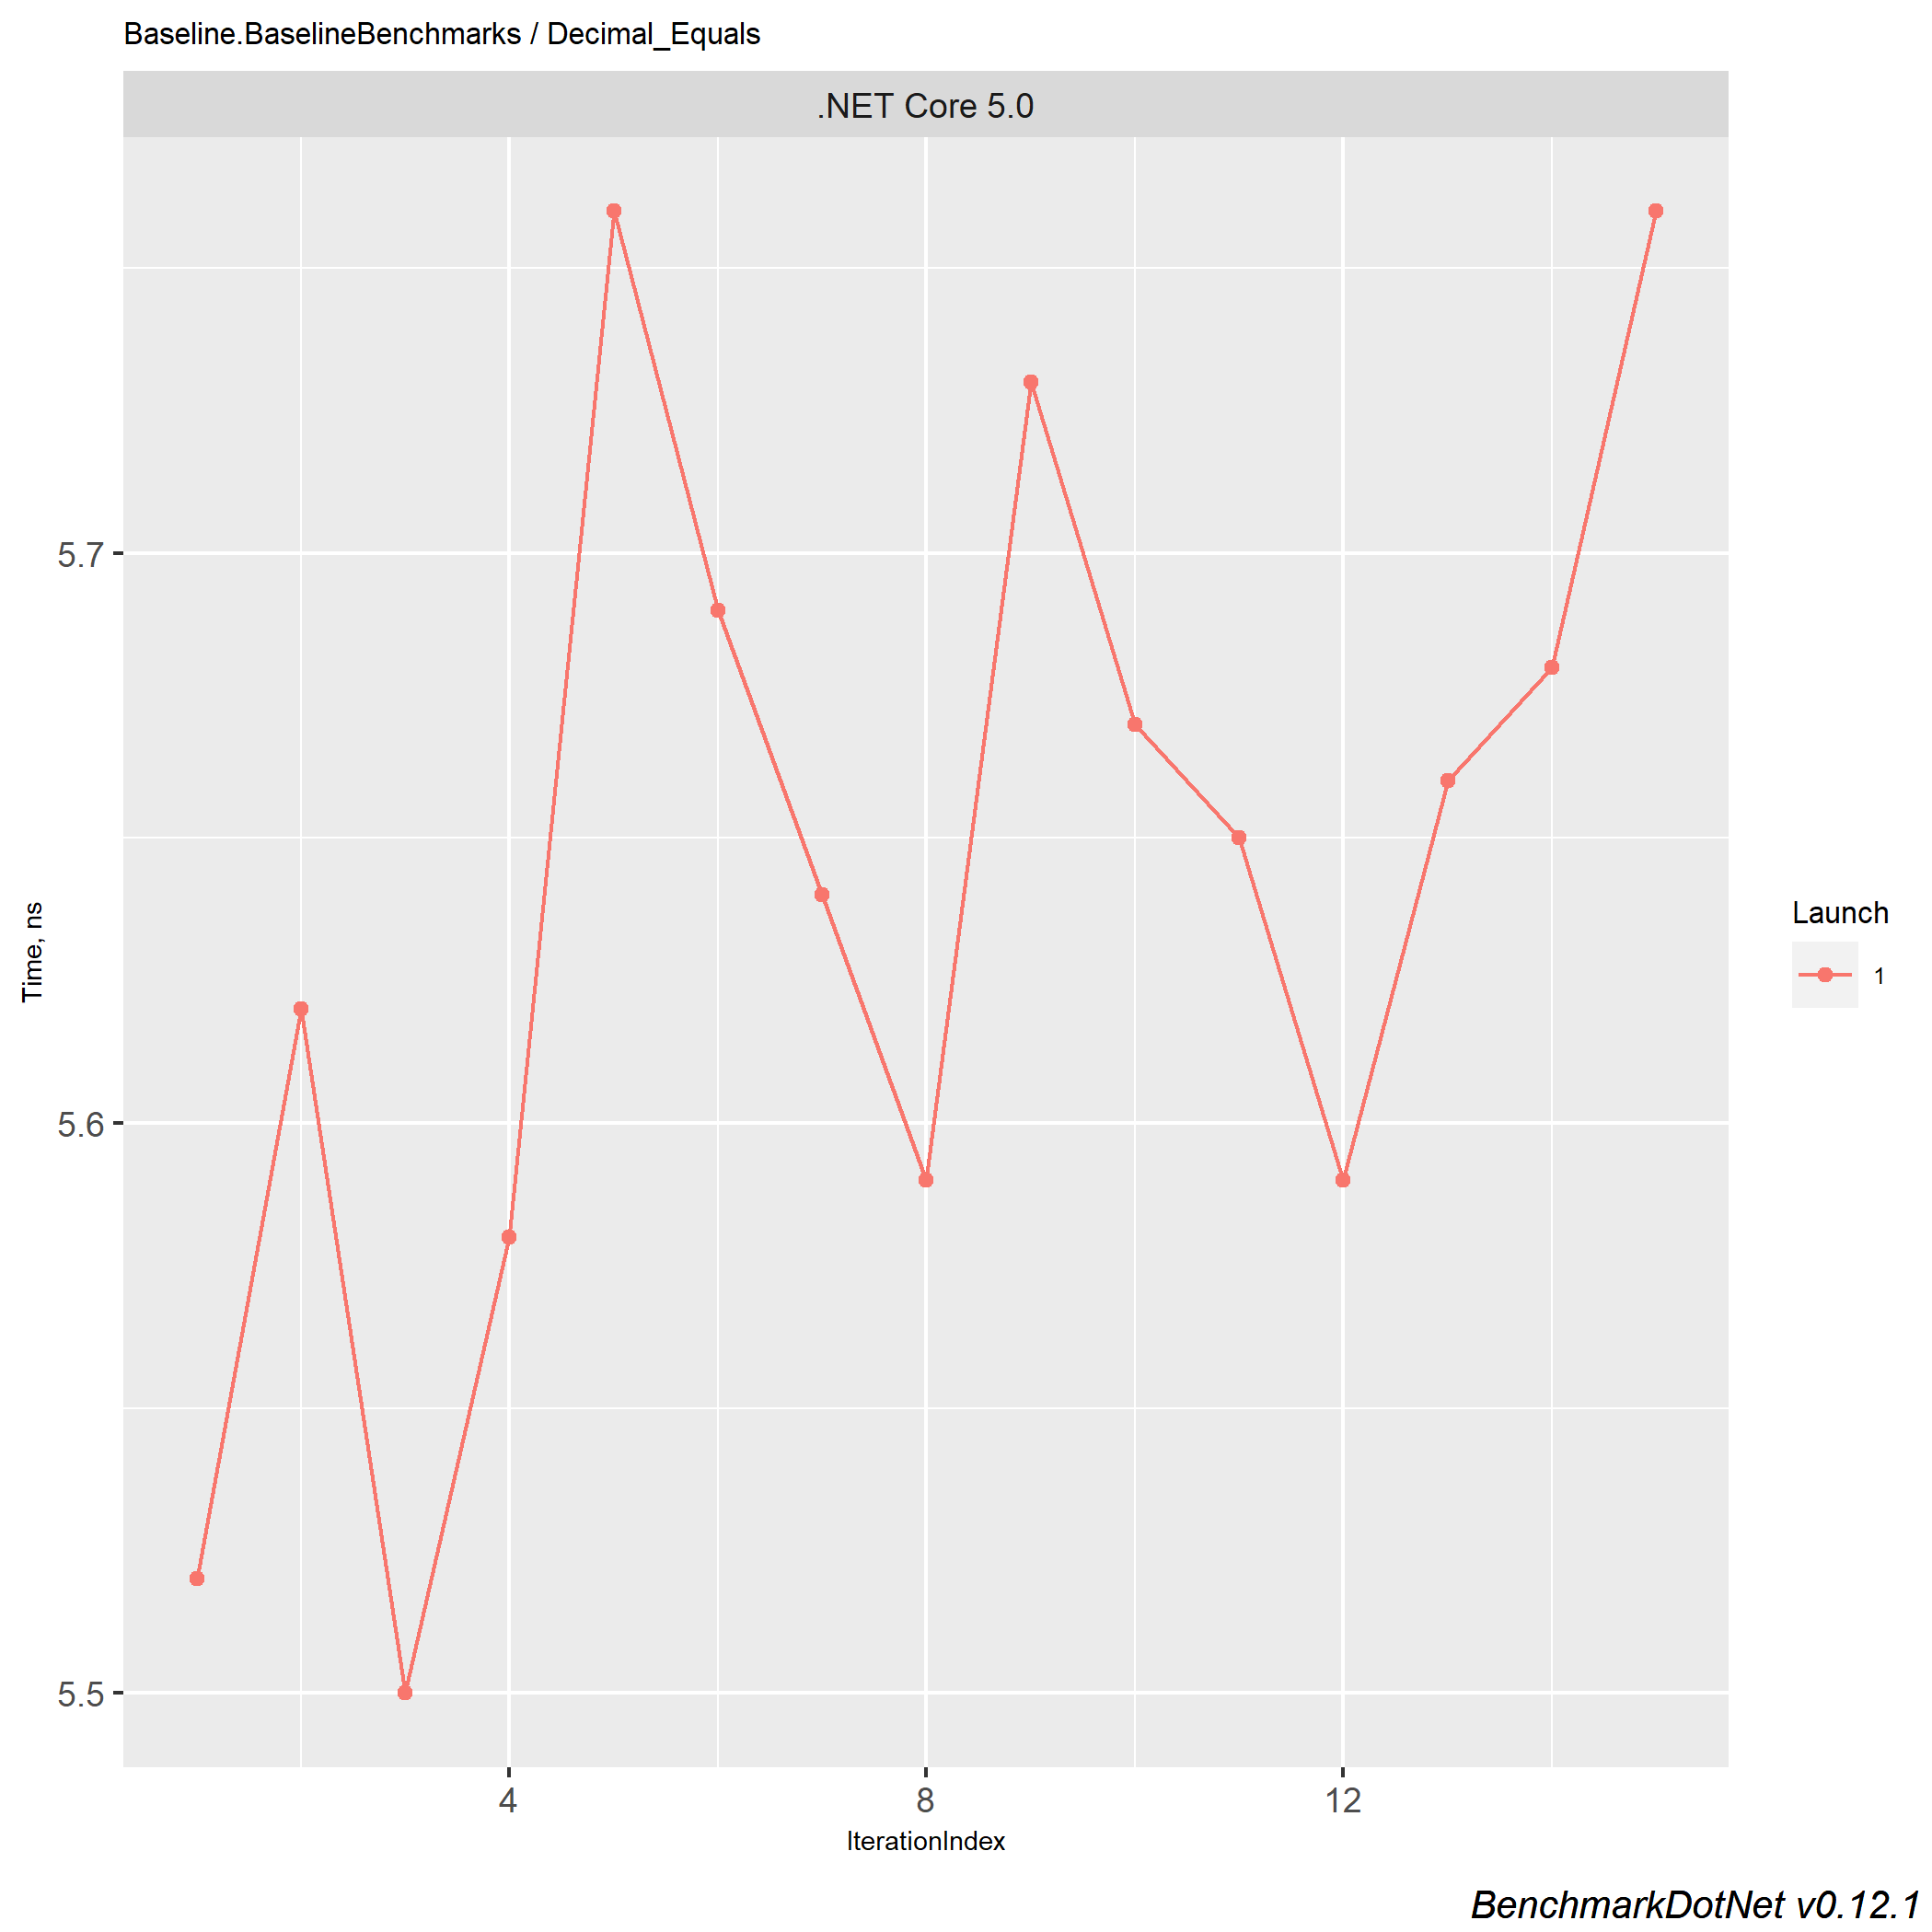 Baseline.BaselineBenchmarks / Decimal_Equals
.NET Core 5.0
5.7
5.6
5.5
Time, ns
4 8 12
IterationIndex
Launch
1
BenchmarkDotNet v0.12.1